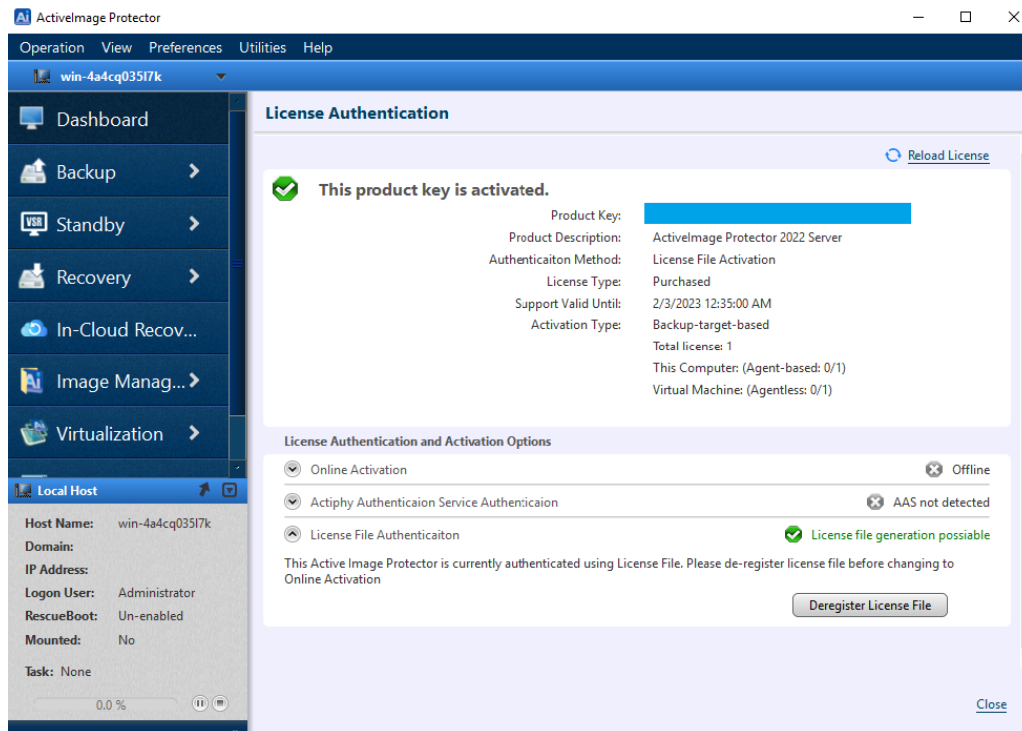 Ai ActiveImage Protector
Operation View Preferences Utilities Help
win-4a4cq035l7k
Dashboard
Backup
VSR Standby
Recovery
In-Cloud Recov...
Ai Image Manag...
Virtualization
Local Host
Host Name: win-4a4cq035l7k
Domain:
IP Address:
Logon User: Administrator
RescueBoot: Un-enabled
Mounted: No
Task: None
0.0 %
License Authentication
Reload License
This product key is activated.
Product Key:
Product Description: ActiveImage Protector 2022 Server
Authenticaiton Method: License File Activation
License Type: Purchased
Support Valid Until: 2/3/2023 12:35:00 AM
Activation Type: Backup-target-based
Total license: 1
This Computer: (Agent-based: 0/1)
Virtual Machine: (Agentless: 0/1)
License Authentication and Activation Options
Online Activation Offline
Actiphy Authenticaion Service Authenticaion AAS not detected
License File Authenticaiton License file generation possiable
This Active Image Protector is currently authenticated using License File. Please de-register license file before changing to
Online Activation
Deregister License File
Close